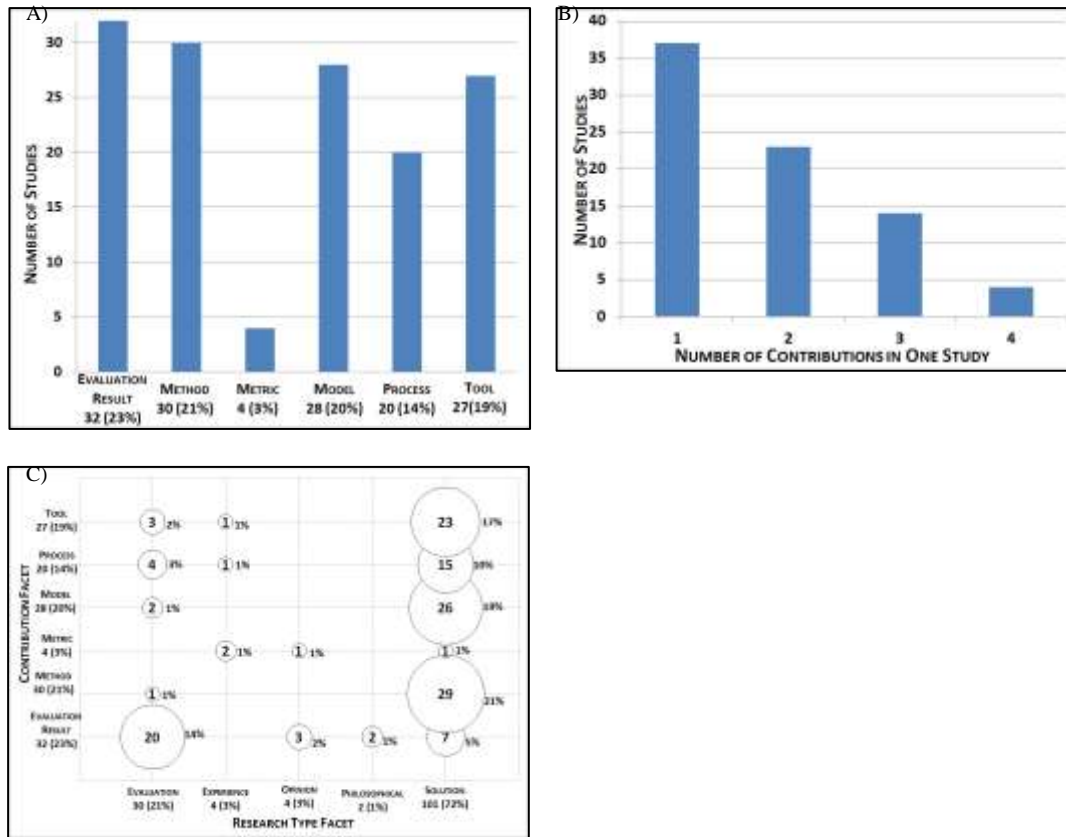 A)
NUMBER OF STUDIES
30
25
20
15
10
5
0
EVALUATION RESULT 32 (23%)
METHOD 30 (21%)
METRIC 4 (3%)
MODEL 28 (20%)
PROCESS 20 (14%)
TOOL 27(19%)
B)
NUMBER OF STUDIES
40
35
30
25
20
15
10
5
0
1 2 3 4
NUMBER OF CONTRIBUTIONS IN ONE STUDY
C)
CONTRIBUTION FACET
TOOL 27 (19%)
3 2% 1 1% 23 17%
PROCESS 20 (14%)
4 3% 1 1% 15 10%
MODEL 28 (20%)
2 1% 26 19%
METRIC 4 (3%)
2 1% 1 1% 1 1%
METHOD 30 (21%)
1 1% 29 21%
EVALUATION RESULT 32 (23%)
20 14% 3 2% 2 1% 7 5%
EVALUATION 30 (21%)
EXPERIENCE 4 (3%)
OPINION 4 (3%)
PHILOSOPHICAL 2 (1%)
SOLUTION 101 (72%)
RESEARCH TYPE FACET